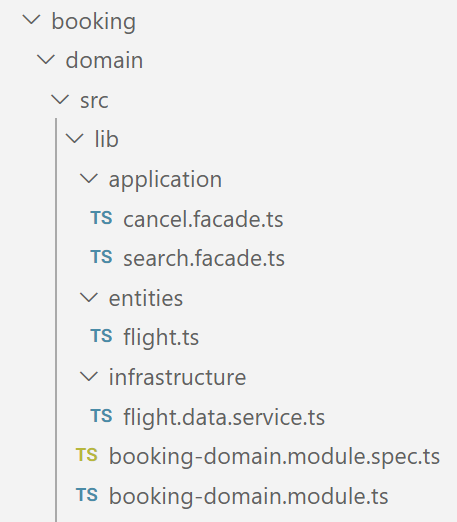 booking
domain
src
lib
application
TS cancel.facade.ts
TS search.facade.ts
entities
TS flight.ts
infrastructure
TS flight.data.service.ts
TS booking-domain.module.spec.ts
TS booking-domain.module.ts